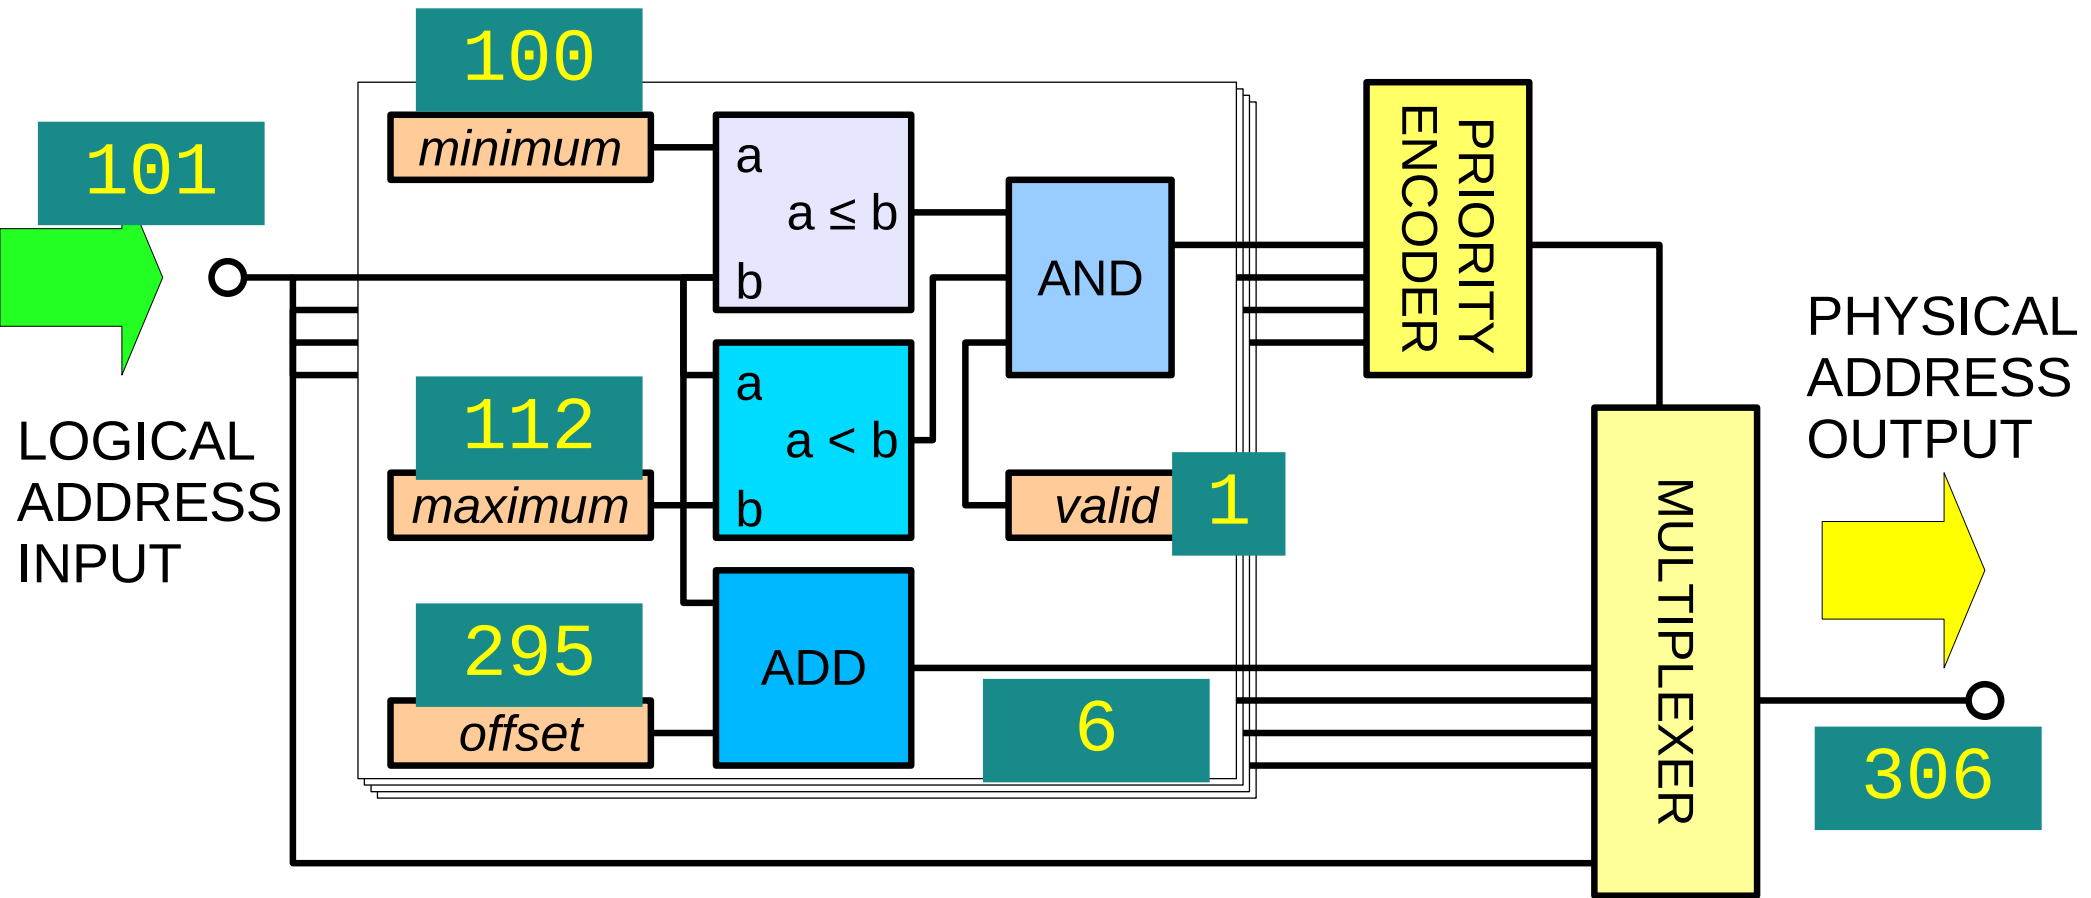 100
101
minimum
a
a ≤ b
b
AND
PRIORITY
ENCODER
LOGICAL
ADDRESS
INPUT
112
maximum
a
a < b
b
valid
1
295
offset
ADD
6
MULTIPLEXER
PHYSICAL
ADDRESS
OUTPUT
306